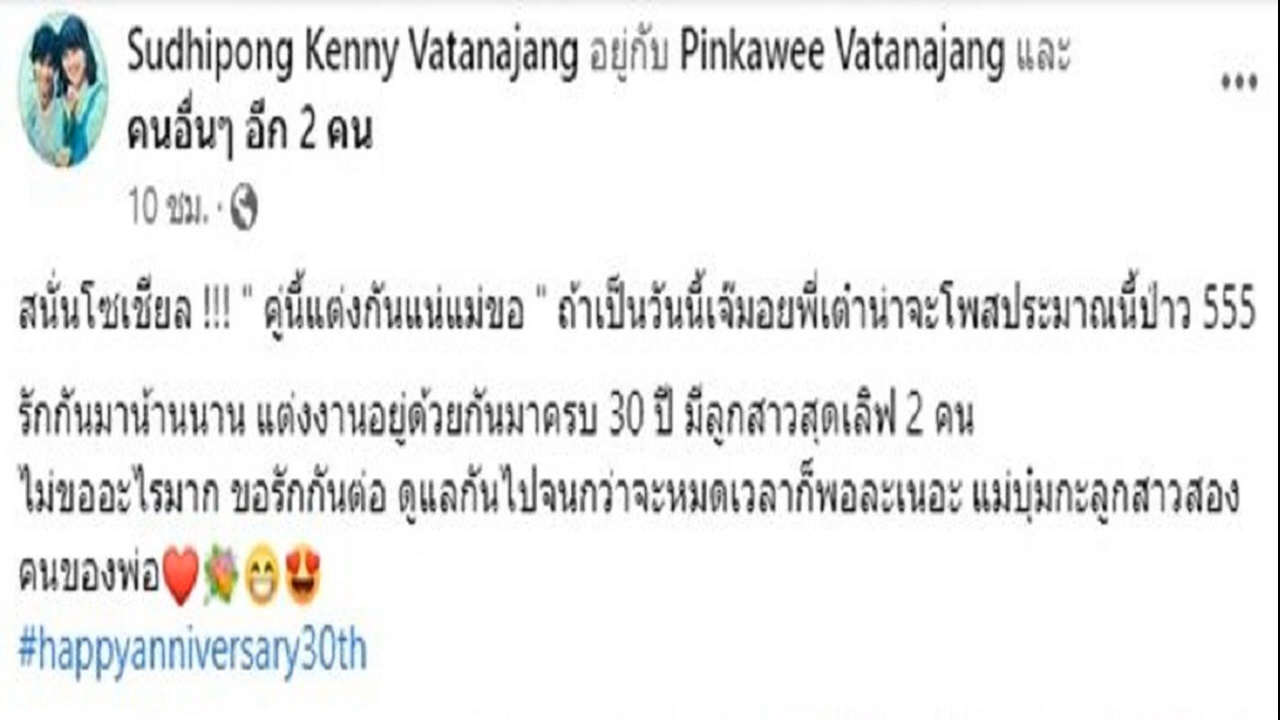 Sudhipong Kenny Vatanajang อยู่กับ Pinkawee Vatanajang และ
คนอื่นๆ อีก 2 คน
10 ชม. ·
สนั่นโซเชียล !!! " คู่นี้แต่งกันแน่แม่ขอ " ถ้าเป็นวันนี้เจ๊มอยพี่เต๋าน่าจะโพสประมาณนี้ป่าว 555
รักกันมาน้านนาน แต่งงานอยู่ด้วยกันมาครบ 30 ปี มีลูกสาวสุดเลิฟ 2 คน
ไม่ขออะไรมาก ขอรักกันต่อ ดูแลกันไปจนกว่าจะหมดเวลาก็พอละเนอะ แม่บุ๋มกะลูกสาวสอง
คนของพ่อ❤️💐😁😍
#happyanniversary30th